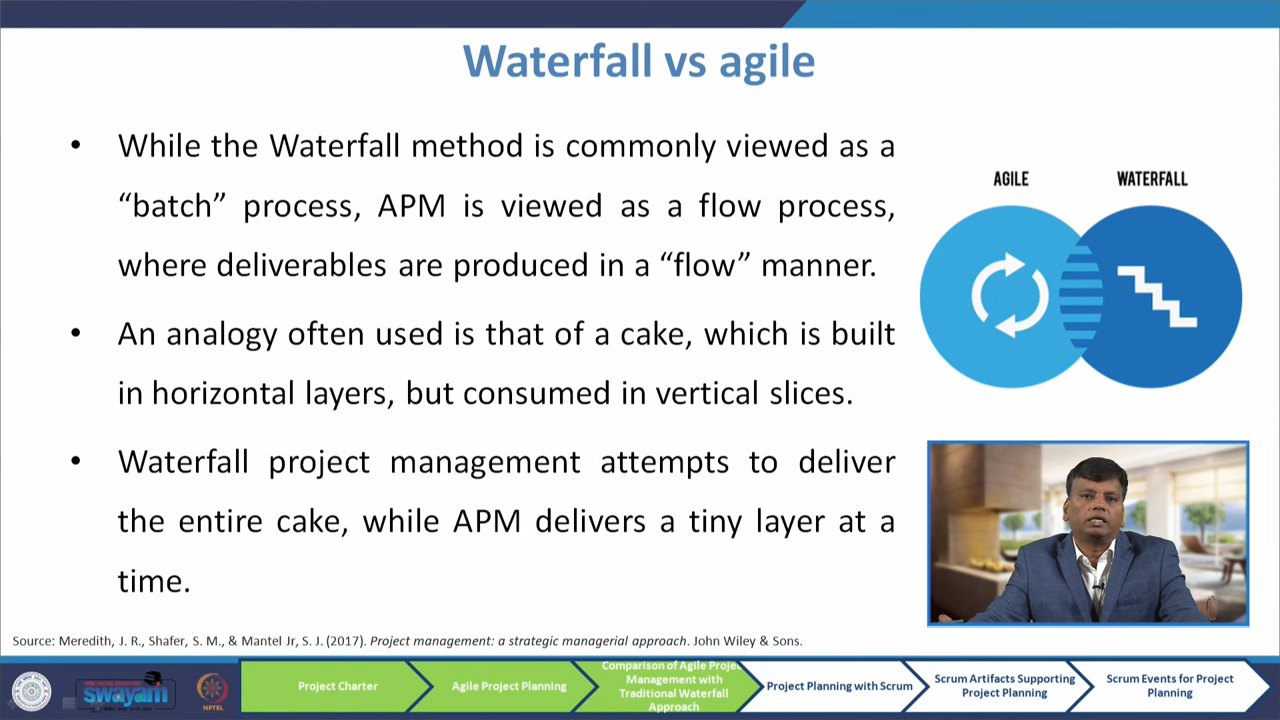 Waterfall vs agile
• While the Waterfall method is commonly viewed as a
“batch” process, APM is viewed as a flow process,
where deliverables are produced in a “flow” manner.
• An analogy often used is that of a cake, which is built
in horizontal layers, but consumed in vertical slices.
• Waterfall project management attempts to deliver
the entire cake, while APM delivers a tiny layer at a
time.
AGILE
WATERFALL
Source: Meredith, J. R., Shafer, S. M., & Mantel Jr, S. J. (2017). Project management: a strategic managerial approach. John Wiley & Sons.
swayam
NPTEL
Project Charter
Agile Project Planning
Comparison of Agile Proje
Management with
Traditional Waterfall
Approach
Project Planning with Scrum
Scrum Artifacts Supporting
Project Planning
Scrum Events for Project
Planning